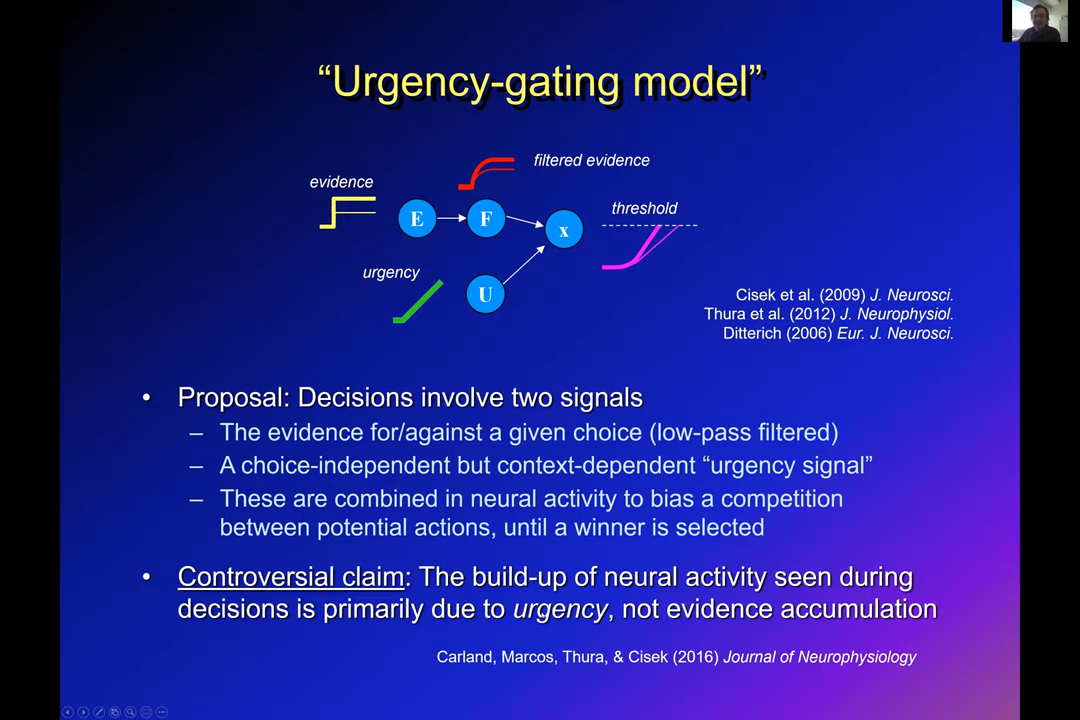 “Urgency-gating model”
filtered evidence
evidence
E
F
x
threshold
urgency
U
Cisek et al. (2009) J. Neurosci.
Thura et al. (2012) J. Neurophysiol.
Ditterich (2006) Eur. J. Neurosci.
• Proposal: Decisions involve two signals
– The evidence for/against a given choice (low-pass filtered)
– A choice-independent but context-dependent “urgency signal”
– These are combined in neural activity to bias a competition
between potential actions, until a winner is selected
• Controversial claim: The build-up of neural activity seen during
decisions is primarily due to urgency, not evidence accumulation
Carland, Marcos, Thura, & Cisek (2016) Journal of Neurophysiology